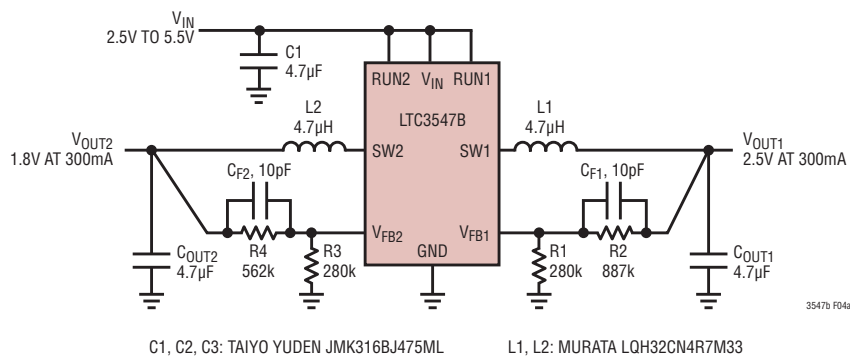 VIN
2.5V TO 5.5V
C1
4.7µF
RUN2 VIN RUN1
LTC3547B
L2
4.7µH
L1
4.7µH
VOUT2
1.8V AT 300mA
SW2
SW1
VOUT1
2.5V AT 300mA
CF2, 10pF
CF1, 10pF
VFB2
VFB1
GND
COUT2
4.7µF
R4
562k
R3
280k
R1
280k
R2
887k
COUT1
4.7µF
3547b F04a
C1, C2, C3: TAIYO YUDEN JMK316BJ475ML
L1, L2: MURATA LQH32CN4R7M33